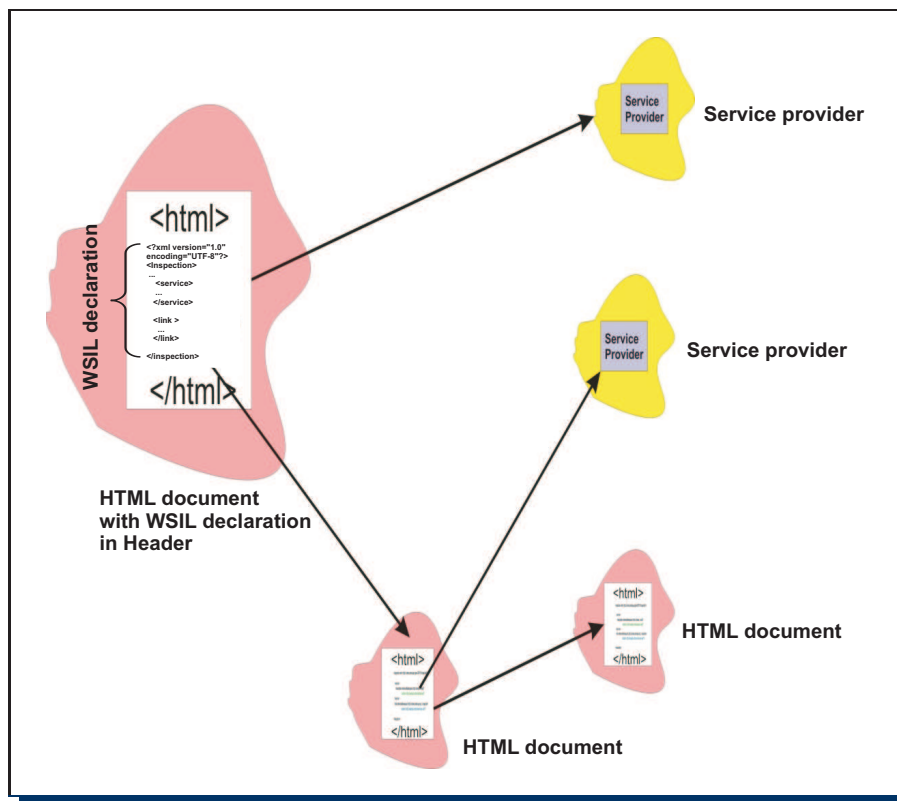 Service
Provider
Service provider
<html>
WSIL declaration
<?xml version="1.0"
encoding="UTF-8"?>
<Inspection>
...
<service>
...
</service>
<link >
...
</link>
</inspection>
</html>
Service
Provider
Service provider
HTML document
with WSIL declaration
in Header
<html>
</html>
HTML document
<html>
</html>
HTML document